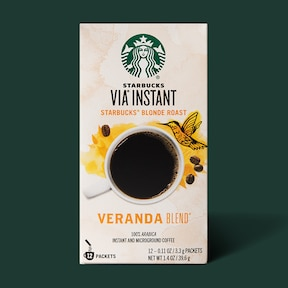 STARBUCKS
VIA® INSTANT
STARBUCKS® BLONDE ROAST
VERANDA BLEND™
100% ARABICA
INSTANT AND MICROGROUND COFFEE
12 PACKETS
12 – 0.11 OZ / 3.3 g PACKETS
NET WT 1.4 OZ / 39.6 g